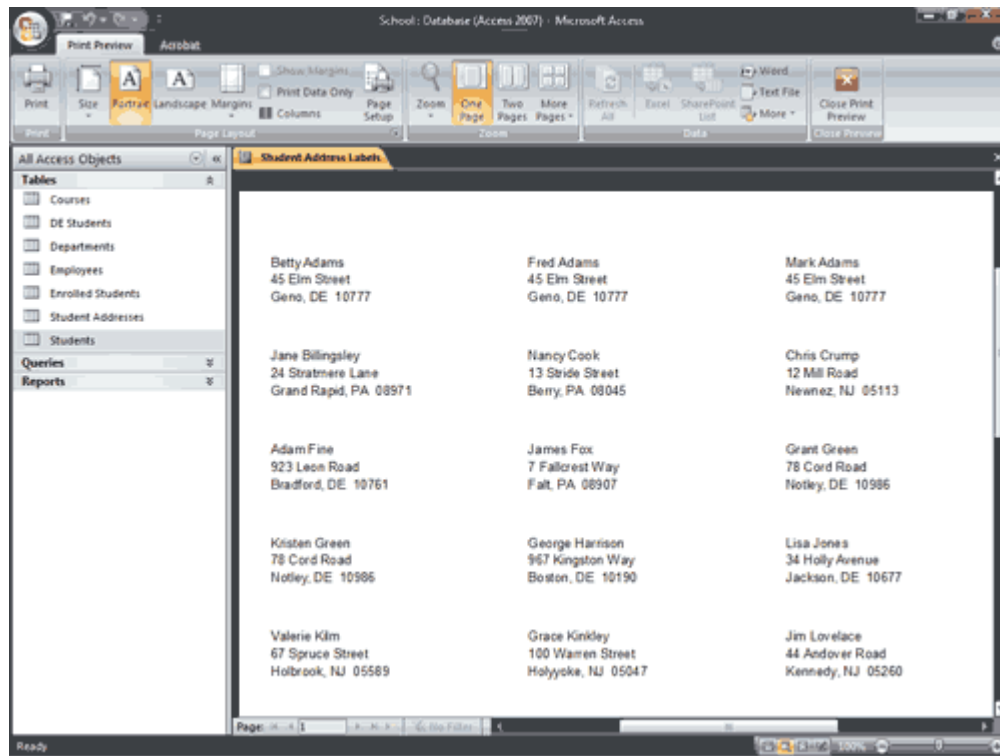 School : Database (Access 2007) - Microsoft Access
Print Preview Acrobat
Print
Size
Portrait
Landscape
Margins
Show Margins
Print Data Only
Columns
Page Setup
Zoom
One Page
Two Pages
More Pages
Refresh All
Excel
SharePoint List
Word
Text File
More
Close Print Preview
Print
Page Layout
Zoom
Data
Close Preview
All Access Objects
Tables
Courses
DE Students
Departments
Employees
Enrolled Students
Student Addresses
Students
Queries
Reports
Student Address Labels
Betty Adams
45 Elm Street
Geno, DE 10777
Fred Adams
45 Elm Street
Geno, DE 10777
Mark Adams
45 Elm Street
Geno, DE 10777
Jane Billingsley
24 Stratmere Lane
Grand Rapid, PA 08971
Nancy Cook
13 Stride Street
Berry, PA 08045
Chris Crump
12 Mill Road
Newnez, NJ 05113
Adam Fine
923 Leon Road
Bradford, DE 10761
James Fox
7 Fallcrest Way
Falt, PA 08907
Grant Green
78 Cord Road
Notley, DE 10986
Kristen Green
78 Cord Road
Notley, DE 10986
George Harrison
967 Kingston Way
Boston, DE 10190
Lisa Jones
34 Holly Avenue
Jackson, DE 10677
Valerie Kilm
67 Spruce Street
Holbrook, NJ 05589
Grace Kinkley
100 Warren Street
Holyyoke, NJ 05047
Jim Lovelace
44 Andover Road
Kennedy, NJ 05260
Page: 1 No Filter
Ready
100%